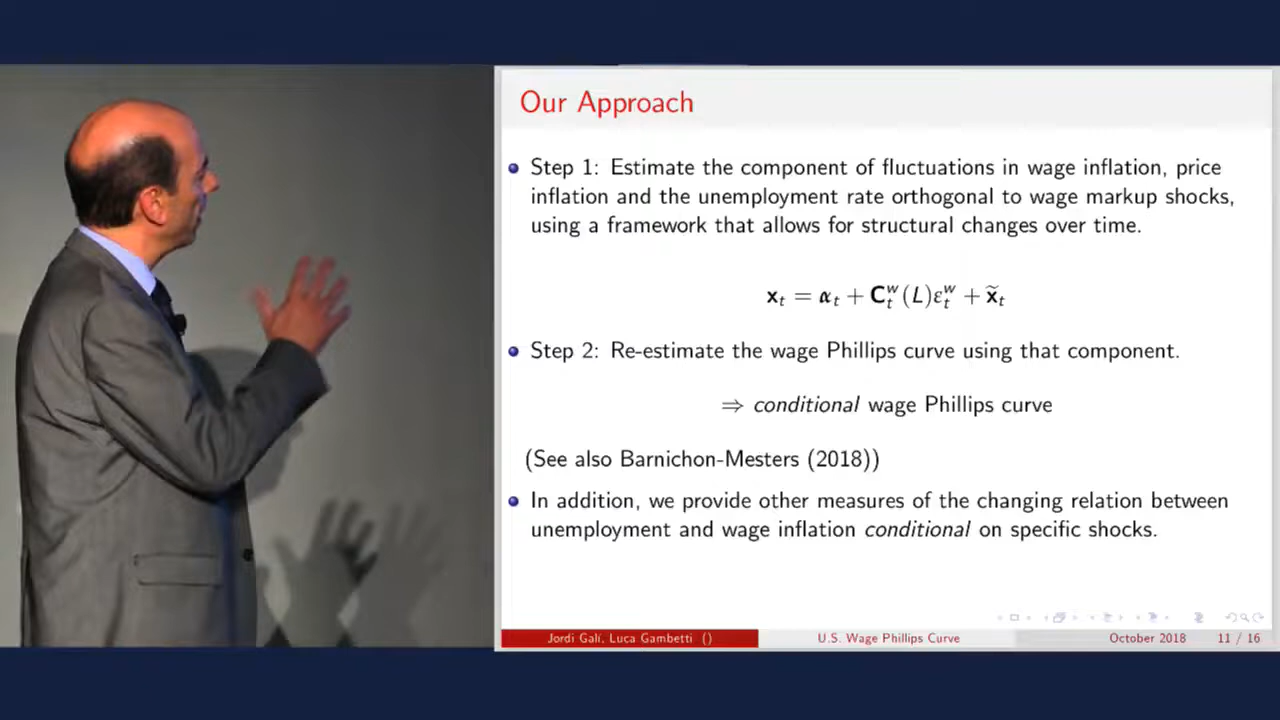 Our Approach
Step 1: Estimate the component of fluctuations in wage inflation, price
inflation and the unemployment rate orthogonal to wage markup shocks,
using a framework that allows for structural changes over time.
𝐱ₜ = 𝛂ₜ + 𝐂ₜʷ(L)εₜʷ + 𝐱̃ₜ
Step 2: Re-estimate the wage Phillips curve using that component.
⇒ conditional wage Phillips curve
(See also Barnichon-Mesters (2018))
In addition, we provide other measures of the changing relation between
unemployment and wage inflation conditional on specific shocks.
Jordi Galí, Luca Gambetti ()
U.S. Wage Phillips Curve
October 2018
11 / 16